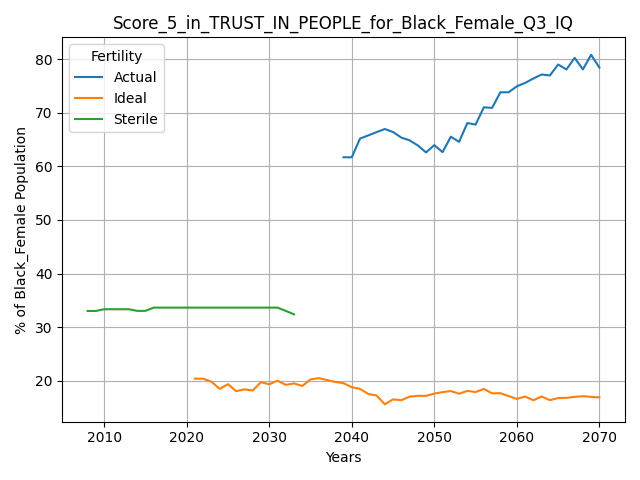 Score_5_in_TRUST_IN_PEOPLE_for_Black_Female_Q3_IQ
Fertility
Actual
Ideal
Sterile
% of Black_Female Population
80
70
60
50
40
30
20
2010 2020 2030 2040 2050 2060 2070
Years